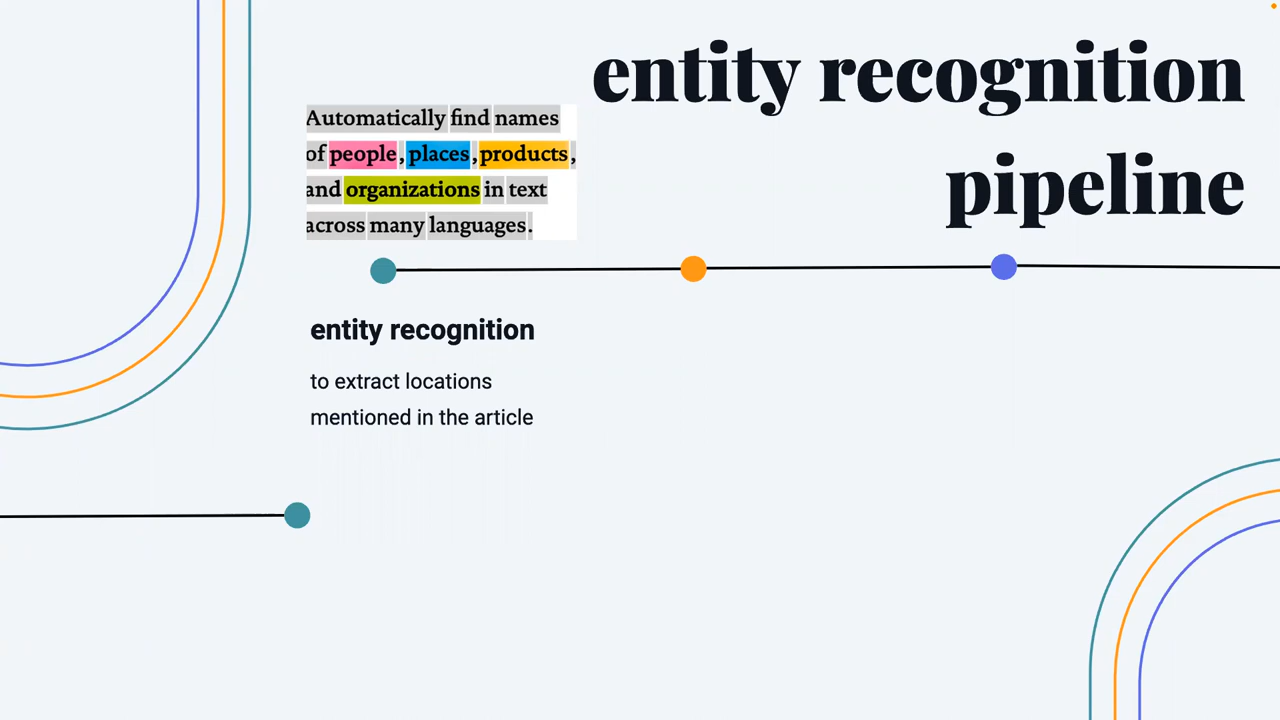 entity recognition
pipeline
Automatically find names
of people, places, products,
and organizations in text
across many languages.
entity recognition
to extract locations
mentioned in the article